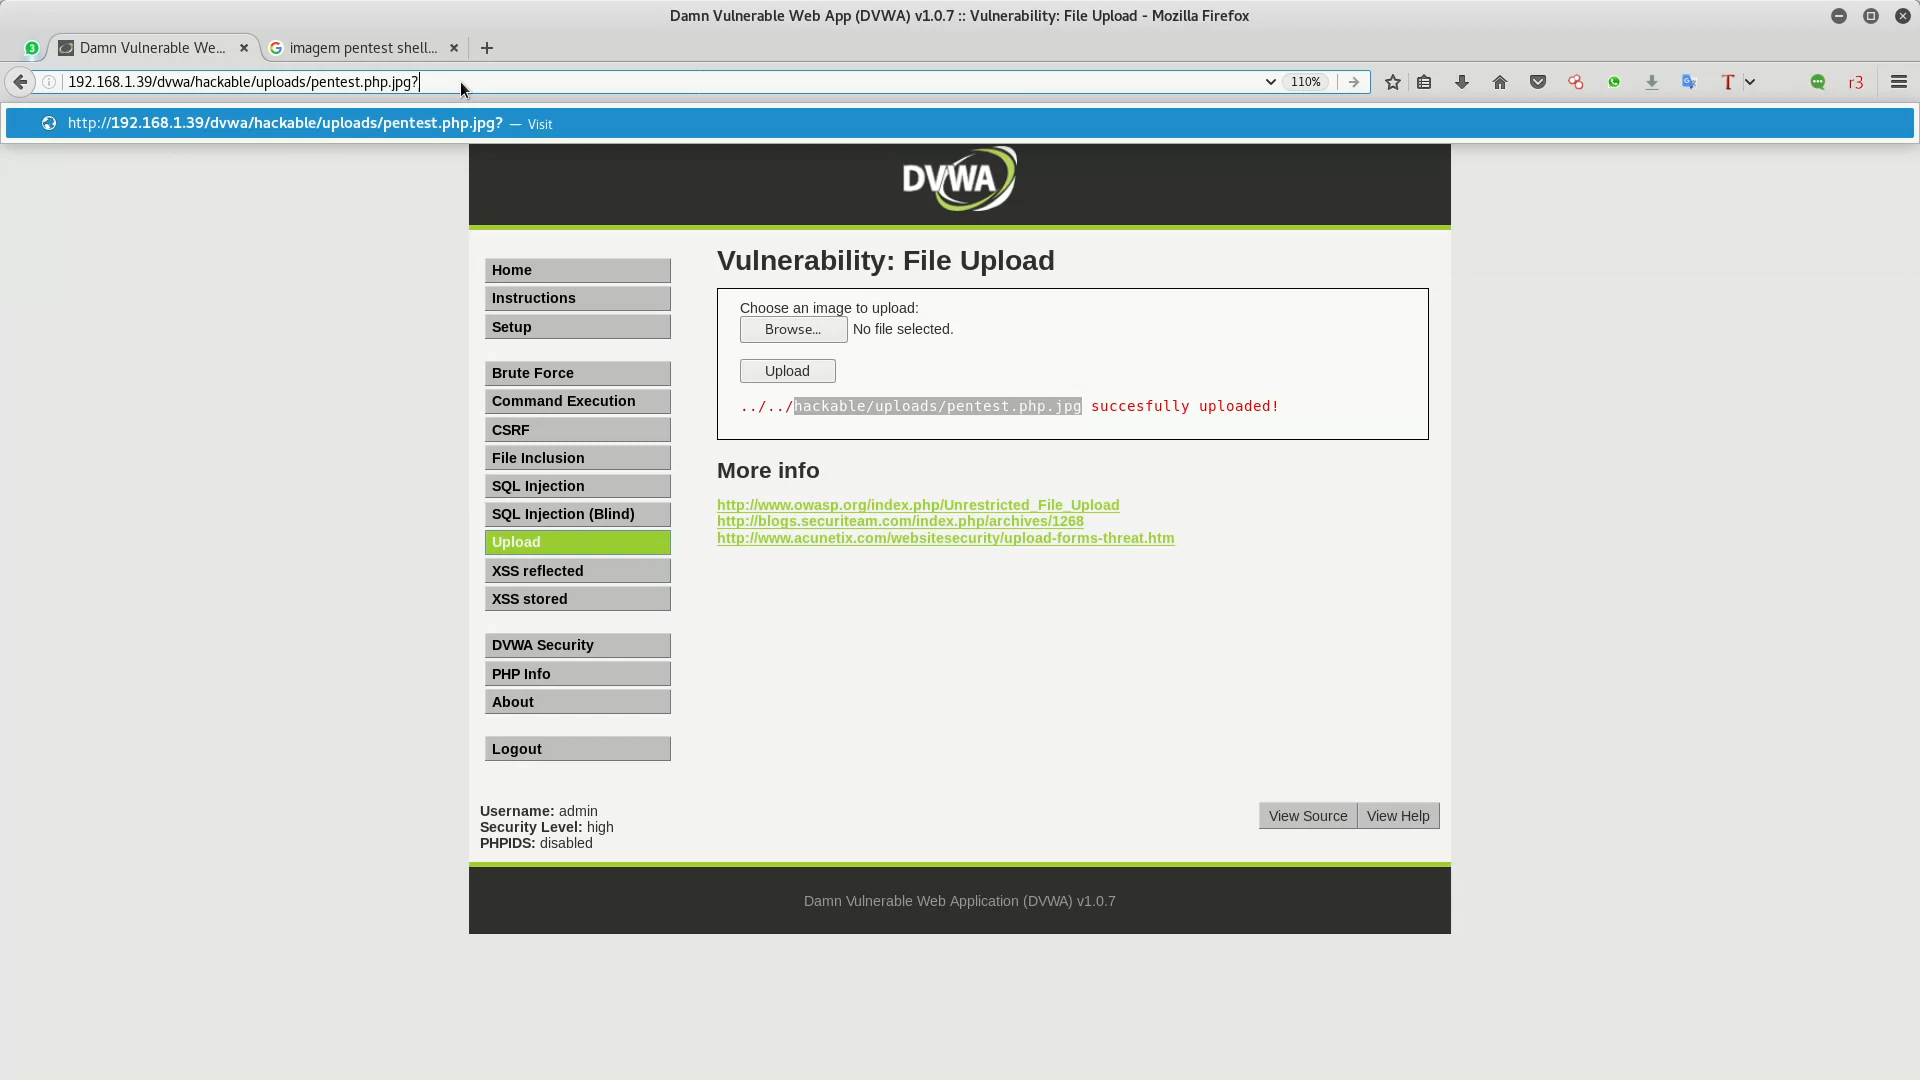 Damn Vulnerable Web App (DVWA) v1.0.7 :: Vulnerability: File Upload - Mozilla Firefox
3
Damn Vulnerable We...
imagem pentest shell...
192.168.1.39/dvwa/hackable/uploads/pentest.php.jpg?
110%
T
r3
http://192.168.1.39/dvwa/hackable/uploads/pentest.php.jpg? — Visit
DVWA
Home
Instructions
Setup
Brute Force
Command Execution
CSRF
File Inclusion
SQL Injection
SQL Injection (Blind)
Upload
XSS reflected
XSS stored
DVWA Security
PHP Info
About
Logout
Vulnerability: File Upload
Choose an image to upload:
Browse... No file selected.
Upload
../../hackable/uploads/pentest.php.jpg succesfully uploaded!
More info
http://www.owasp.org/index.php/Unrestricted_File_Upload
http://blogs.securiteam.com/index.php/archives/1268
http://www.acunetix.com/websitesecurity/upload-forms-threat.htm
Username: admin
Security Level: high
PHPIDS: disabled
View Source
View Help
Damn Vulnerable Web Application (DVWA) v1.0.7